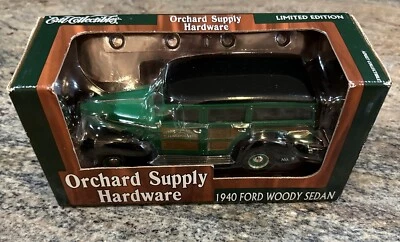 Ertl Collectibles
Orchard Supply
Hardware
LIMITED EDITION
Orchard Supply
Hardware
1940 FORD WOODY SEDAN